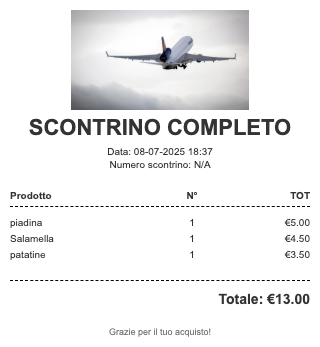 SCONTRINO COMPLETO
Data: 08-07-2025 18:37
Numero scontrino: N/A
Prodotto N° TOT
piadina 1 €5.00
Salamella 1 €4.50
patatine 1 €3.50
Totale: €13.00
Grazie per il tuo acquisto!